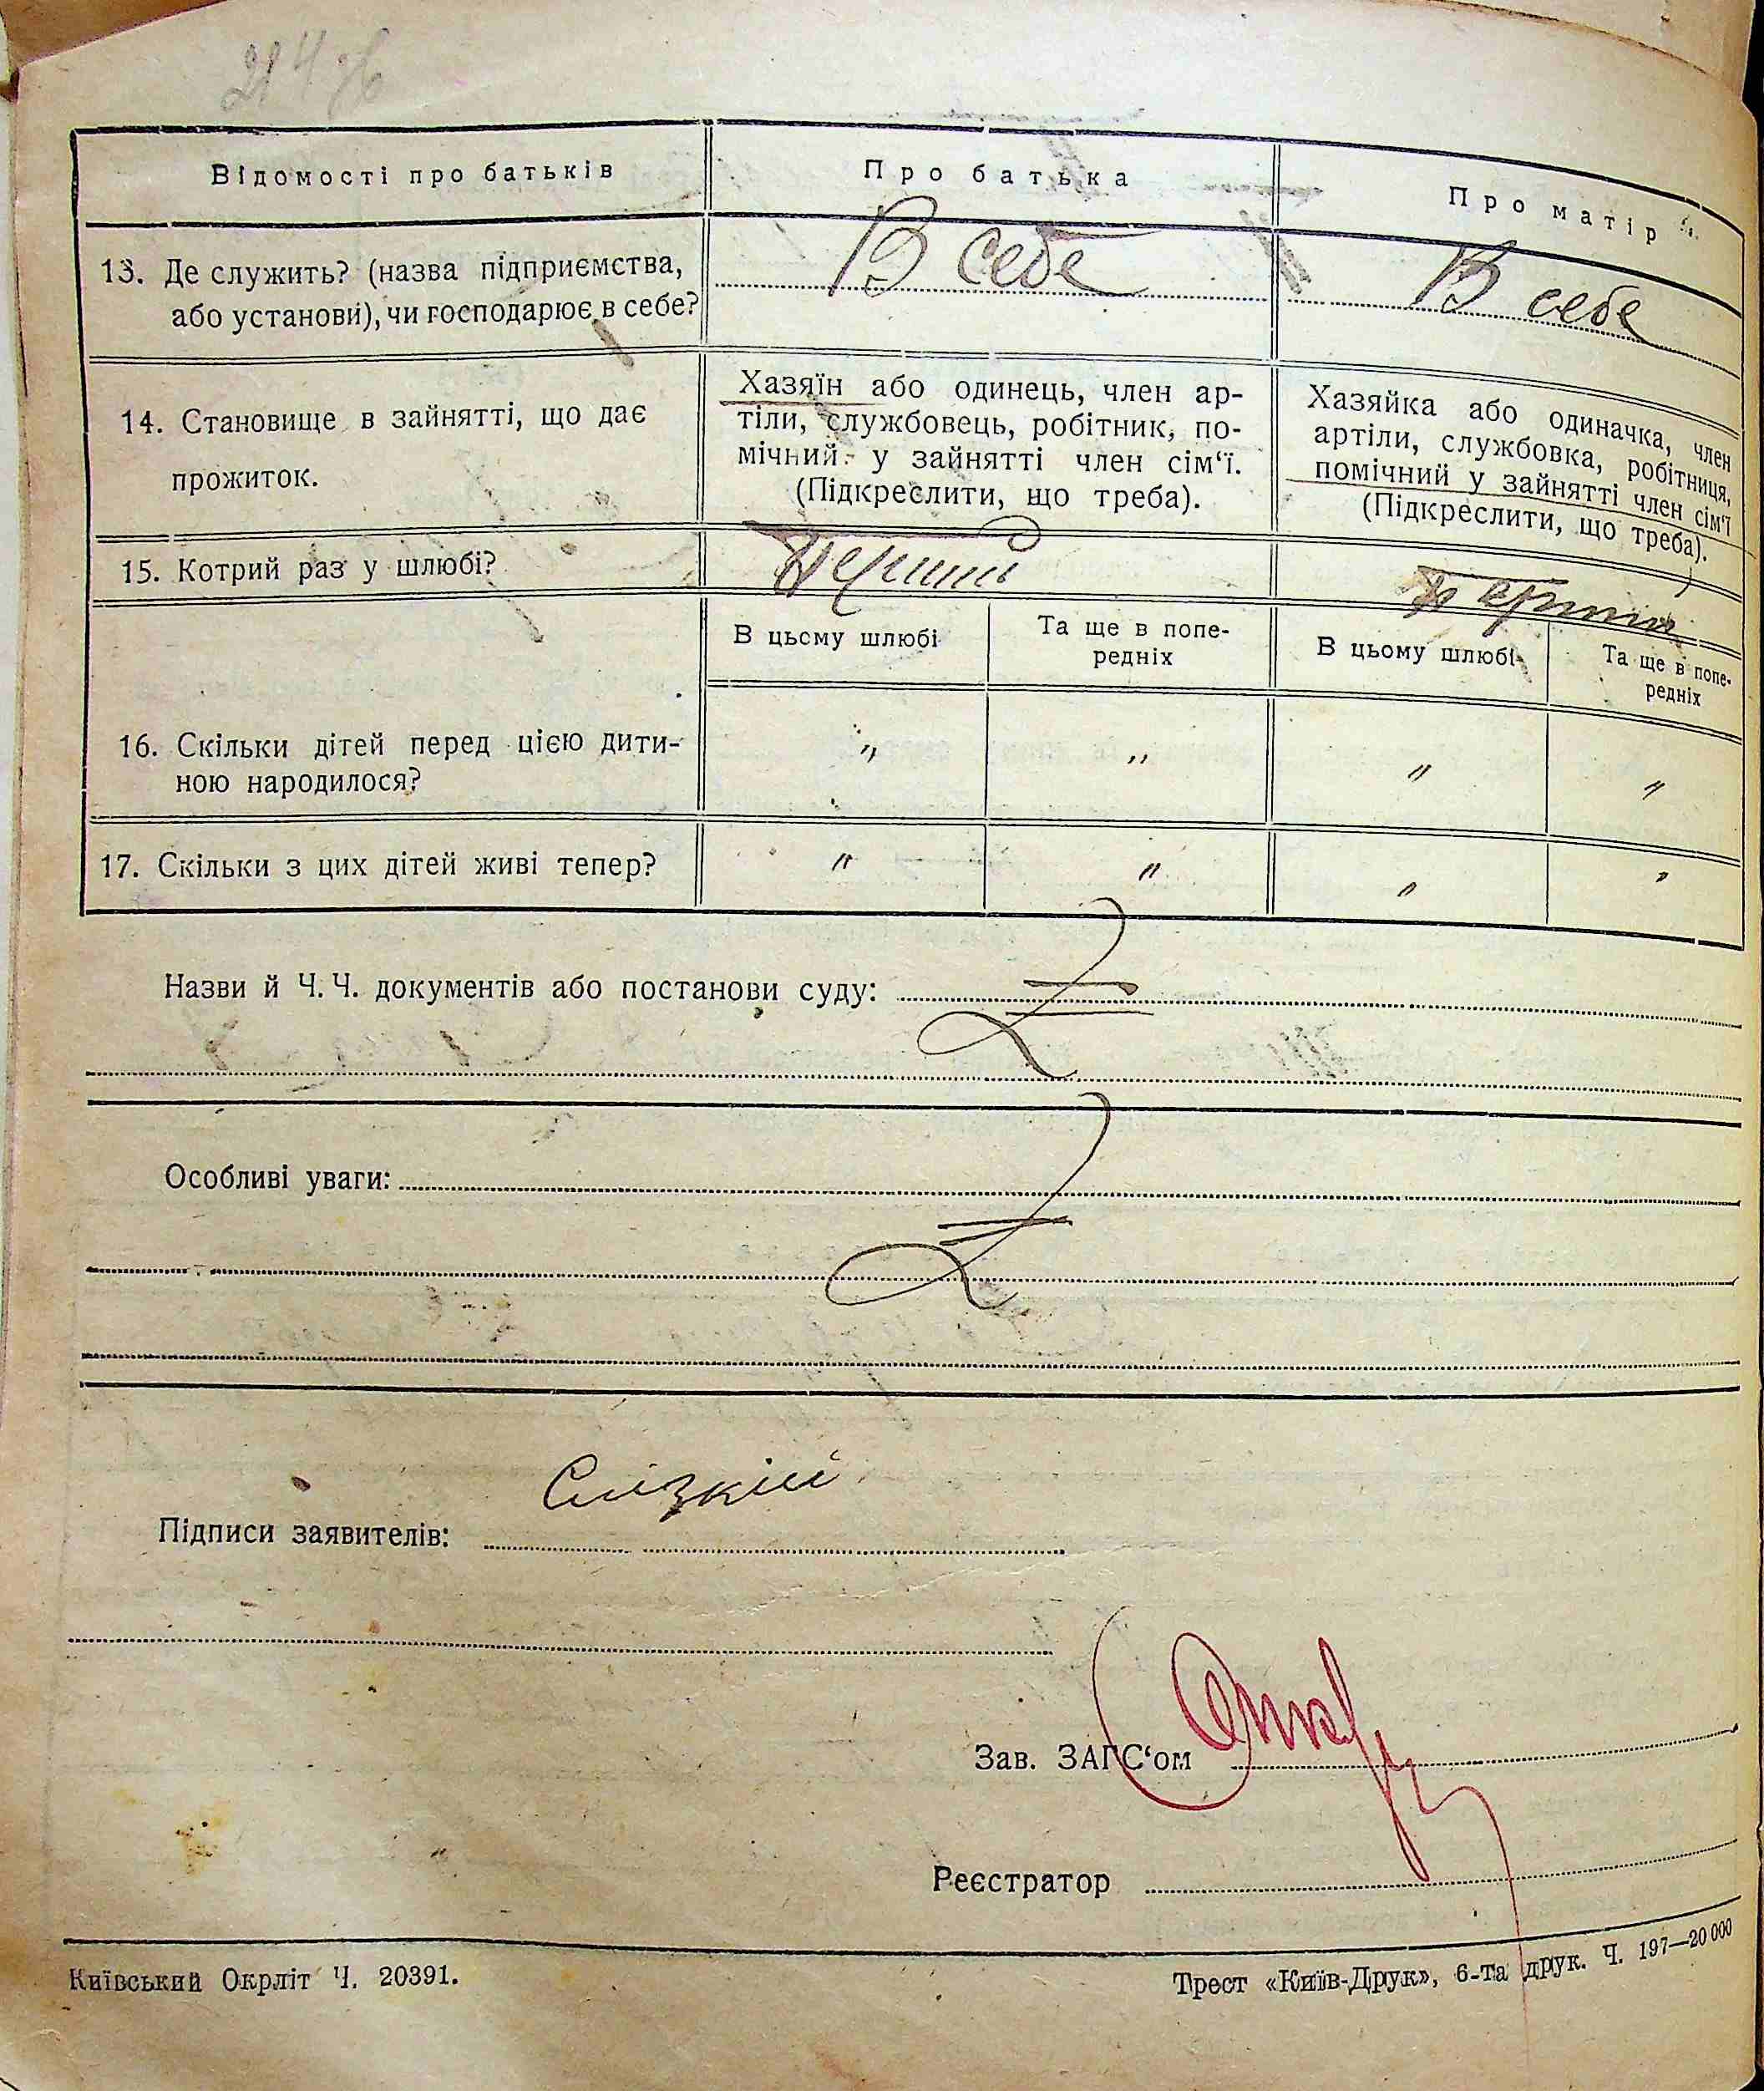 214 зв
Відомості про батьків
Про батька
Про матір
13. Де служить? (назва підприємства, або установи), чи господарює в себе?
В себе
В себе
14. Становище в зайнятті, що дає прожиток.
Хазяїн або одинець, член ар-
тіли, службовець, робітник, по-
мічний у зайнятті член сім‘ї.
(Підкреслити, що треба).
Хазяйка або одиначка, член
артіли, службовка, робітниця,
помічний у зайнятті член сім‘ї
(Підкреслити, що треба).
15. Котрий раз у шлюбі?
Перший
Перший
В цьому шлюбі
Та ще в попе-
редніх
В цьому шлюбі
Та ще в попе-
редніх
16. Скільки дітей перед цією дити-
ною народилося?
" " " "
17. Скільки з цих дітей живі тепер?
" " " "
Назви й Ч. Ч. документів або постанови суду:
Особливі уваги:
Слізкій
Підписи заявителів:
Зав. ЗАГС‘ом
Реєстратор
Київський Окрліт Ч. 20391.
Трест «Київ-Друк», 6-та друк. Ч. 197—20 000